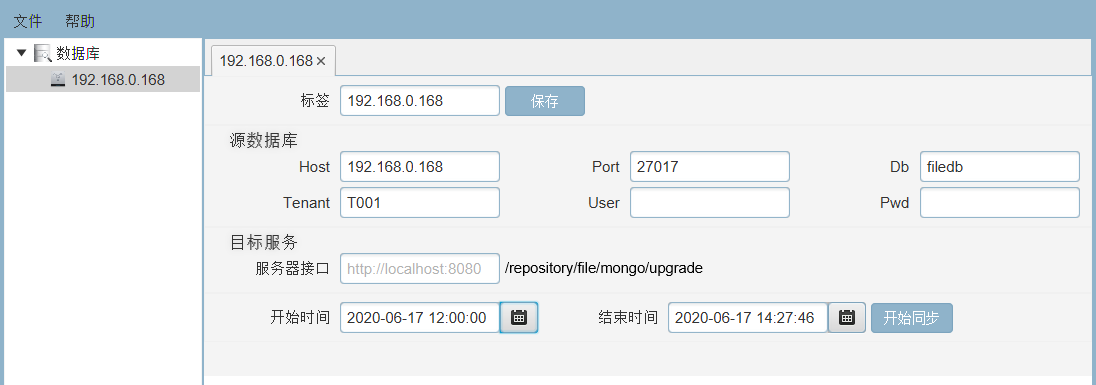 文件 帮助
数据库
192.168.0.168
192.168.0.168
标签 192.168.0.168 保存
源数据库
Host 192.168.0.168 Port 27017 Db filedb
Tenant T001 User Pwd
目标服务
服务器接口 http://localhost:8080 /repository/file/mongo/upgrade
开始时间 2020-06-17 12:00:00 结束时间 2020-06-17 14:27:46 开始同步